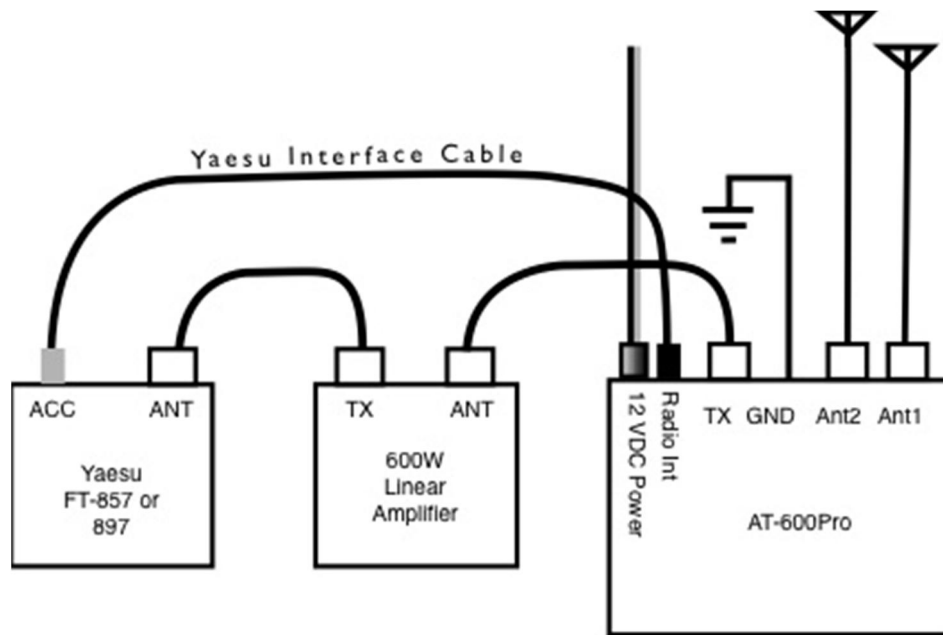 Yaesu Interface Cable
ACC
ANT
Yaesu
FT-857 or
897
TX
ANT
600W
Linear
Amplifier
12 VDC Power
Radio Int
TX
GND
Ant2
Ant1
AT-600Pro